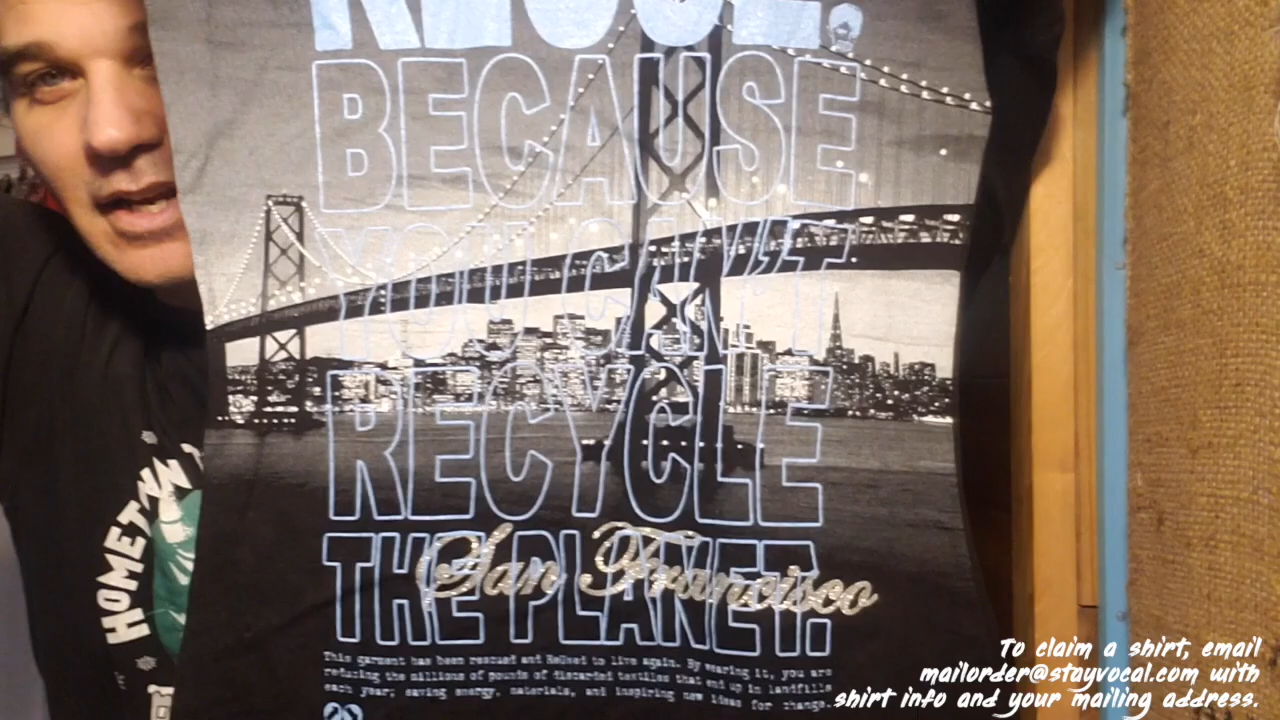 REUSE.
BECAUSE
YOU CAN'T
RECYCLE
THE PLANET.
San Francisco
This garment has been rescued and ReUsed to live again. By wearing it, you are
reducing the millions of pounds of discarded textiles that end up in landfills
each year; saving energy, materials, and inspiring new ideas for change.
HOMETN
To claim a shirt, email
mailorder@stayvocal.com with
shirt info and your mailing address.